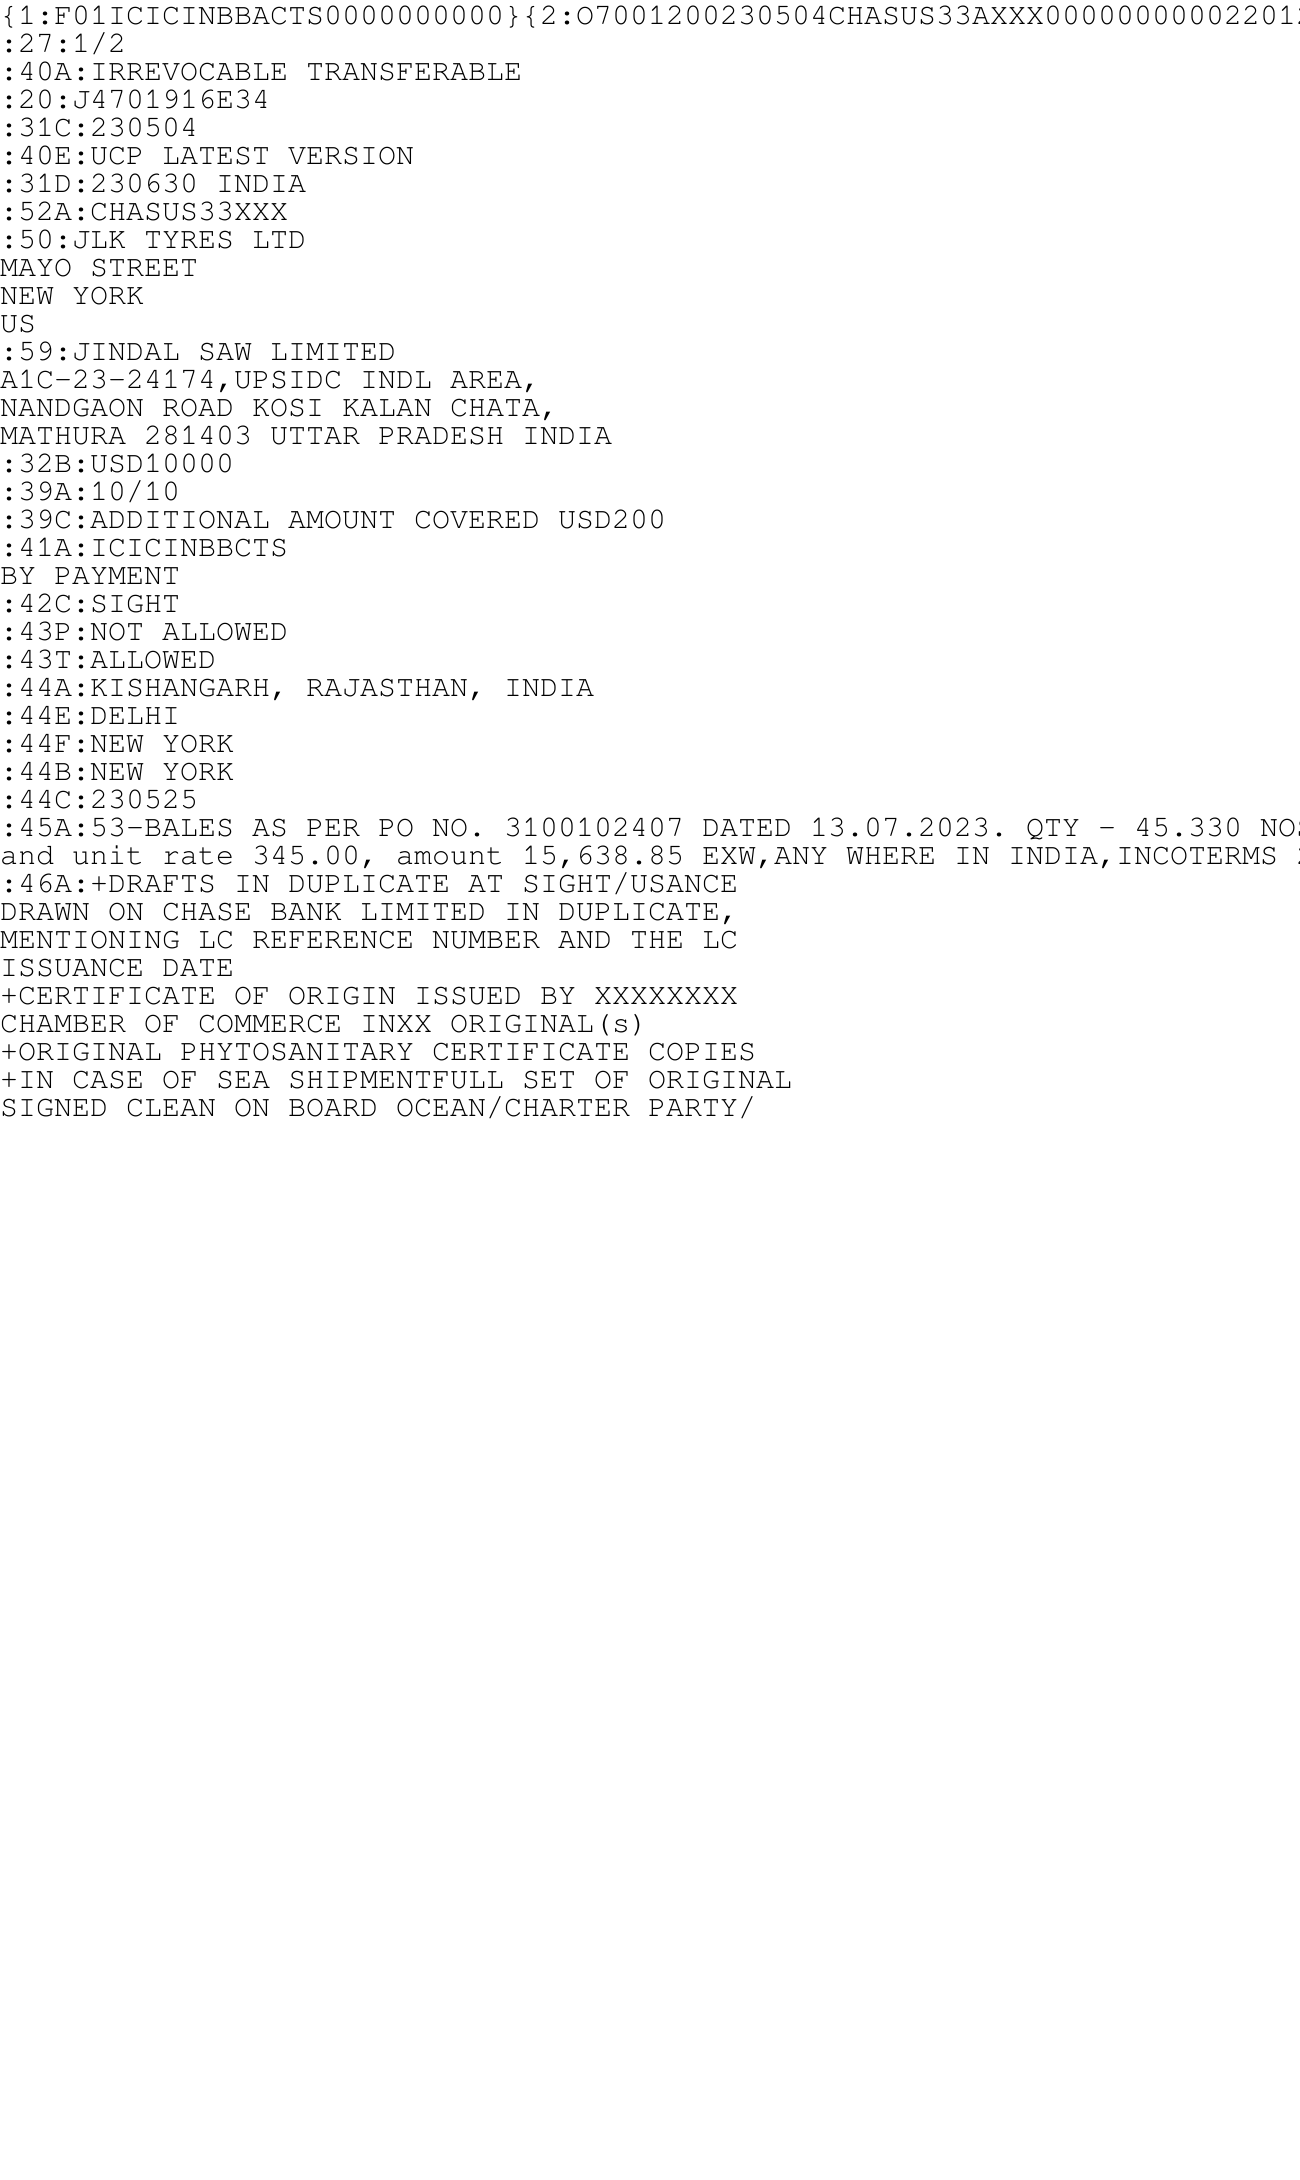 {1:F01ICICINBBACTS0000000000}{2:O7001200230504CHASUS33AXXX00000000002201
:27:1/2
:40A:IRREVOCABLE TRANSFERABLE
:20:J4701916E34
:31C:230504
:40E:UCP LATEST VERSION
:31D:230630 INDIA
:52A:CHASUS33XXX
:50:JLK TYRES LTD
MAYO STREET
NEW YORK
US
:59:JINDAL SAW LIMITED
A1C-23-24174,UPSIDC INDL AREA,
NANDGAON ROAD KOSI KALAN CHATA,
MATHURA 281403 UTTAR PRADESH INDIA
:32B:USD10000
:39A:10/10
:39C:ADDITIONAL AMOUNT COVERED USD200
:41A:ICICINBBCTS
BY PAYMENT
:42C:SIGHT
:43P:NOT ALLOWED
:43T:ALLOWED
:44A:KISHANGARH, RAJASTHAN, INDIA
:44E:DELHI
:44F:NEW YORK
:44B:NEW YORK
:44C:230525
:45A:53-BALES AS PER PO NO. 3100102407 DATED 13.07.2023. QTY - 45.330 NOS
and unit rate 345.00, amount 15,638.85 EXW,ANY WHERE IN INDIA,INCOTERMS
:46A:+DRAFTS IN DUPLICATE AT SIGHT/USANCE
DRAWN ON CHASE BANK LIMITED IN DUPLICATE,
MENTIONING LC REFERENCE NUMBER AND THE LC
ISSUANCE DATE
+CERTIFICATE OF ORIGIN ISSUED BY XXXXXXXX
CHAMBER OF COMMERCE INXX ORIGINAL(s)
+ORIGINAL PHYTOSANITARY CERTIFICATE COPIES
+IN CASE OF SEA SHIPMENTFULL SET OF ORIGINAL
SIGNED CLEAN ON BOARD OCEAN/CHARTER PARTY/